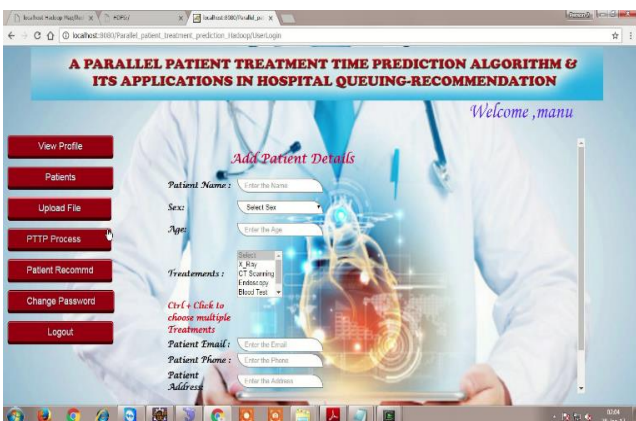 localhost:8080/Parallel_patient_treatment_prediction_Hadoop/UserLogin
A PARALLEL PATIENT TREATMENT TIME PREDICTION ALGORITHM &
ITS APPLICATIONS IN HOSPITAL QUEUING-RECOMMENDATION
Welcome ,manu
View Profile
Patients
Upload File
PTTP Process
Patient Recommd
Change Password
Logout
Add Patient Details
Patient Name :
Enter the Name
Sex:
Select Sex
Age:
Enter the Age
Treatements :
Select
X_Ray
CT Scanning
Endoscopy
Blood Test
Ctrl + Click to
choose multiple
Treatments
Patient Email :
Enter the Email
Patient Phone :
Enter the Phone
Patient
Address:
Enter the Address